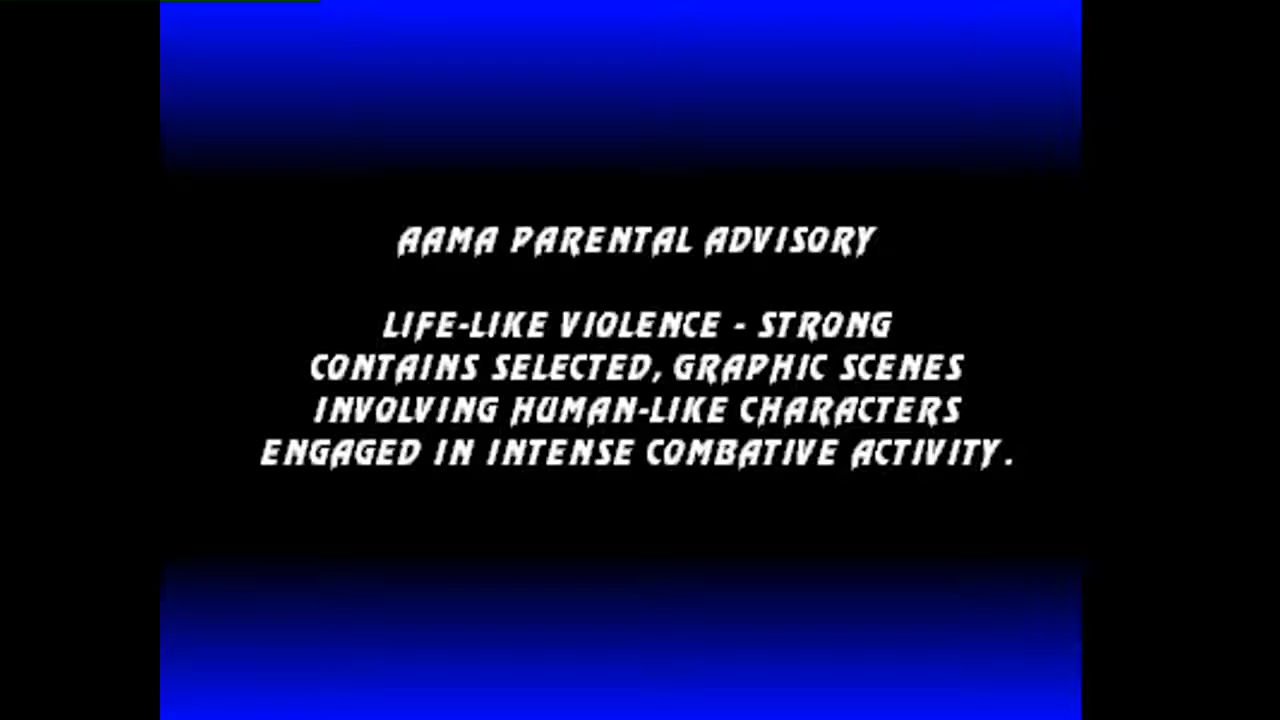 AAMA PARENTAL ADVISORY
LIFE-LIKE VIOLENCE - STRONG
CONTAINS SELECTED, GRAPHIC SCENES
INVOLVING HUMAN-LIKE CHARACTERS
ENGAGED IN INTENSE COMBATIVE ACTIVITY.